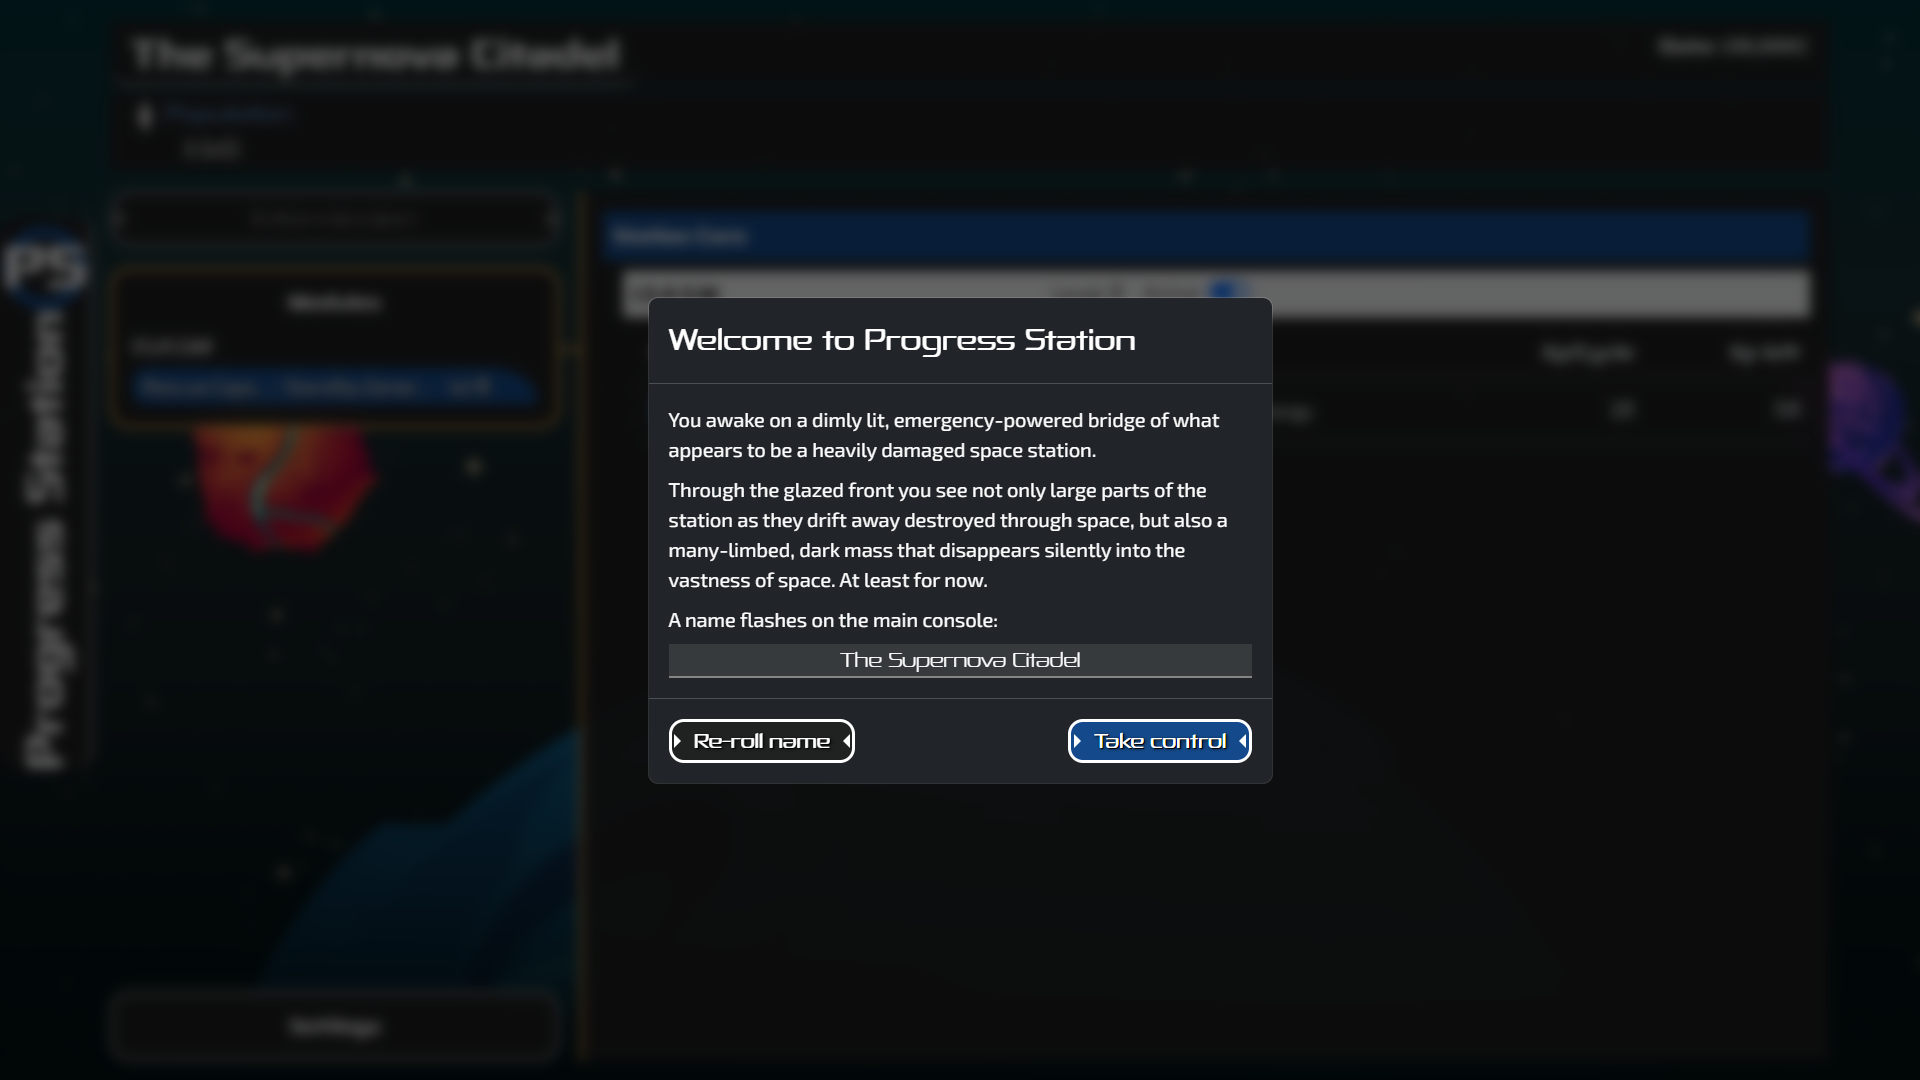 The Supernova Citadel
Population
Modules
Station Core
PS
Progress Station
Welcome to Progress Station
You awake on a dimly lit, emergency-powered bridge of what
appears to be a heavily damaged space station.
Through the glazed front you see not only large parts of the
station as they drift away destroyed through space, but also a
many-limbed, dark mass that disappears silently into the
vastness of space. At least for now.
A name flashes on the main console:
The Supernova Citadel
Re-roll name
Take control
Settings